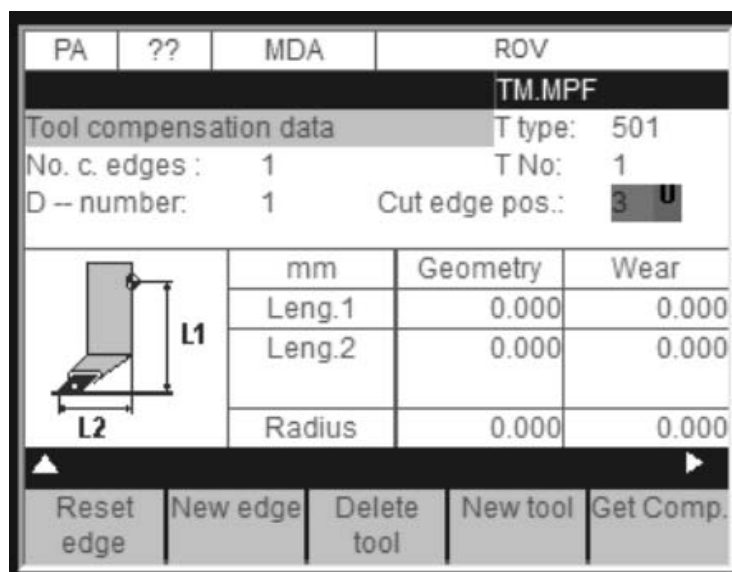 PA ?? MDA ROV
TM.MPF
Tool compensation data T type: 501
No. c. edges : 1 T No: 1
D -- number: 1 Cut edge pos.: 3 U
mm Geometry Wear
Leng.1 0.000 0.000
L1 Leng.2 0.000 0.000
L2 Radius 0.000 0.000
Reset edge New edge Delete tool New tool Get Comp.